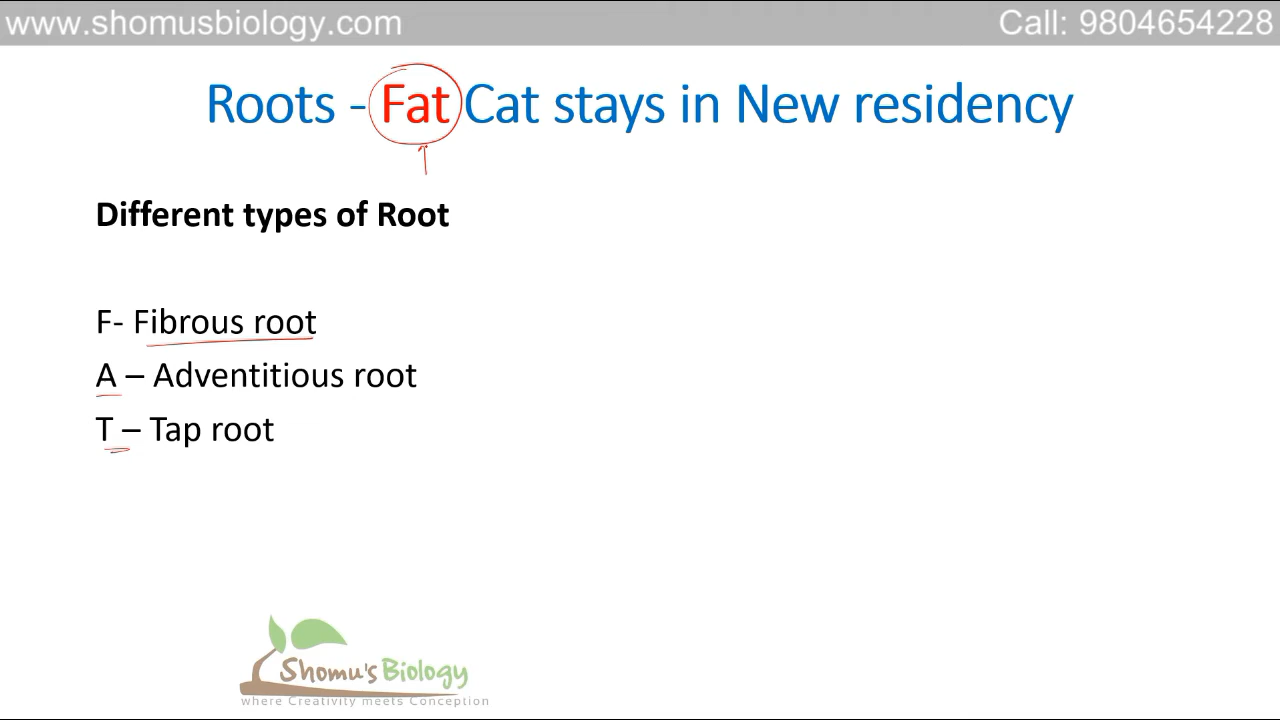 www.shomusbiology.com Call: 9804654228
Roots - Fat Cat stays in New residency
Different types of Root
F- Fibrous root
A – Adventitious root
T – Tap root
Shomu's Biology
where Creativity meets Conception